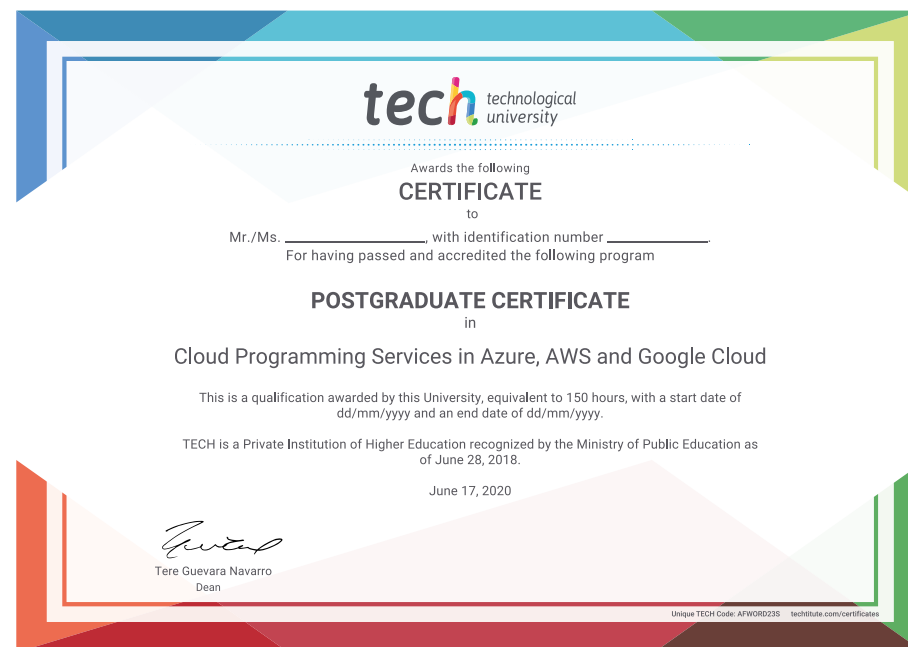 tech technological
university
Awards the following
CERTIFICATE
to
Mr./Ms. ____________, with identification number ____________.
For having passed and accredited the following program
POSTGRADUATE CERTIFICATE
in
Cloud Programming Services in Azure, AWS and Google Cloud
This is a qualification awarded by this University, equivalent to 150 hours, with a start date of
dd/mm/yyyy and an end date of dd/mm/yyyy.
TECH is a Private Institution of Higher Education recognized by the Ministry of Public Education as
of June 28, 2018.
June 17, 2020
Tere Guevara Navarro
Dean
Unique TECH Code: AFWORD23S techtitute.com/certificates